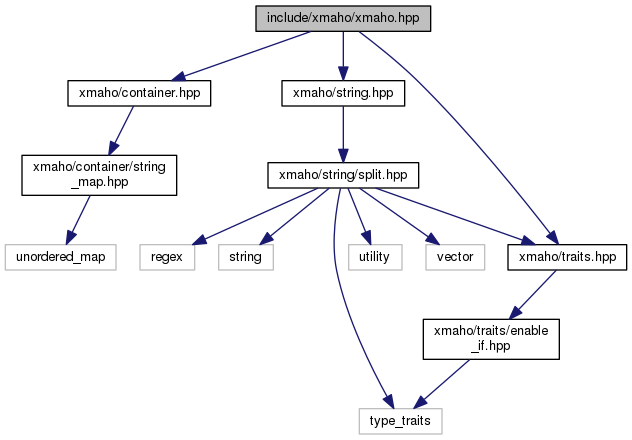 include/xmaho/xmaho.hpp
xmaho/container.hpp
xmaho/string.hpp
xmaho/container/string
_map.hpp
xmaho/string/split.hpp
unordered_map
regex
string
utility
vector
xmaho/traits.hpp
xmaho/traits/enable
_if.hpp
type_traits